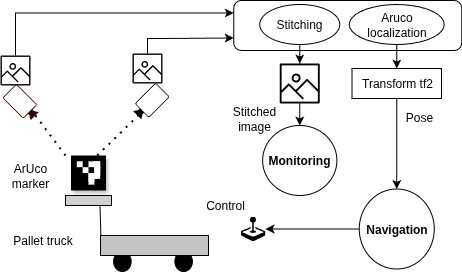 Stitching
Aruco
localization
Transform tf2
Stitched
image
Pose
Monitoring
ArUco
marker
Control
Navigation
Pallet truck